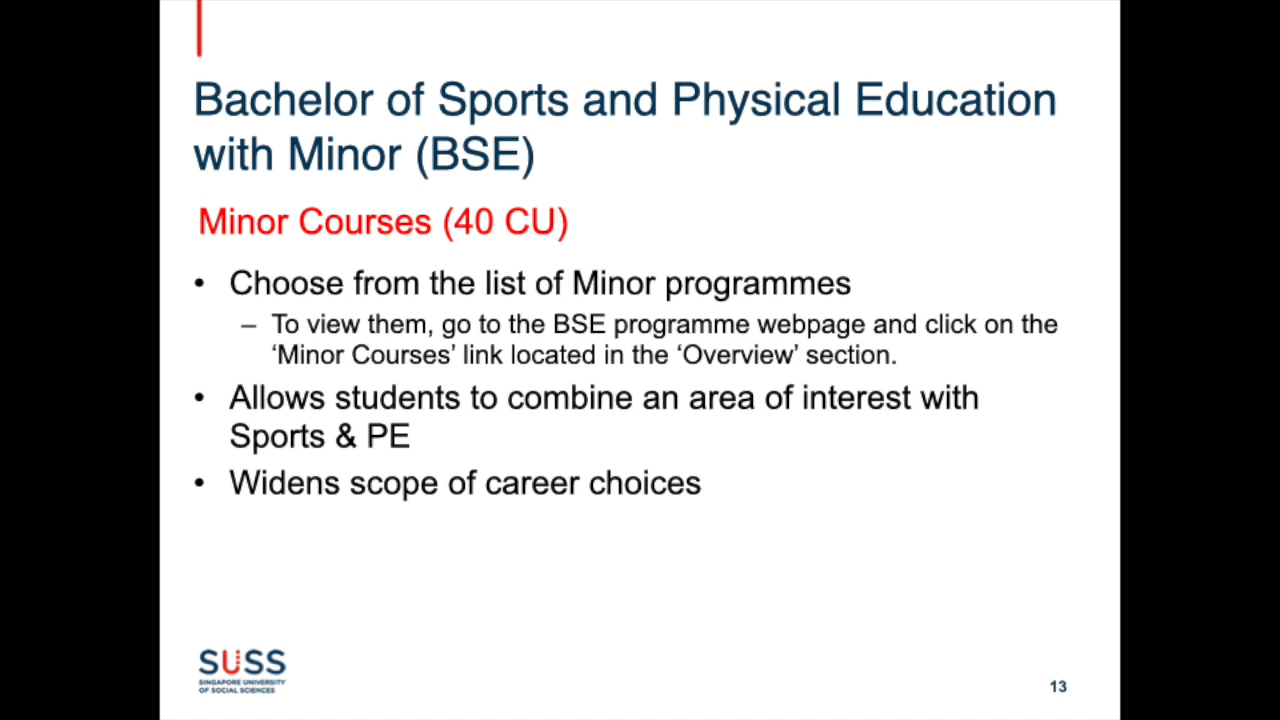 Bachelor of Sports and Physical Education
with Minor (BSE)
Minor Courses (40 CU)
• Choose from the list of Minor programmes
– To view them, go to the BSE programme webpage and click on the
‘Minor Courses’ link located in the ‘Overview’ section.
• Allows students to combine an area of interest with
Sports & PE
• Widens scope of career choices
SUSS
SINGAPORE UNIVERSITY
OF SOCIAL SCIENCES
13